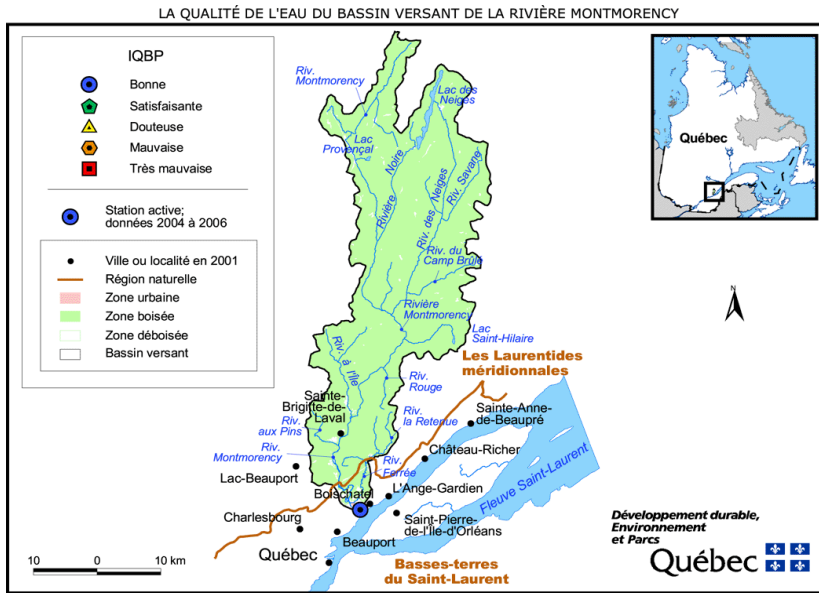 LA QUALITÉ DE L'EAU DU BASSIN VERSANT DE LA RIVIÈRE MONTMORENCY
IQBP
Bonne
Satisfaisante
Douteuse
Mauvaise
Très mauvaise
Station active;
données 2004 à 2006
Ville ou localité en 2001
Région naturelle
Zone urbaine
Zone boisée
Zone déboisée
Bassin versant
Riv.
Montmorency
Lac des
Neiges
Lac
Provençal
Rivière Noire
Riv. des Neiges
Riv. Savane
Riv. du
Camp Brûlé
Rivière
Montmorency
Lac
Saint-Hilaire
Riv. à l'Île
Les Laurentides
méridionnales
Riv.
Rouge
Sainte-
Brigitte-de-
Laval
Riv.
aux Pins
Riv.
la Retenue
Sainte-Anne-
de-Beaupré
Riv.
Montmorency
Riv.
Ferrée
Château-Richer
Lac-Beauport
Boischatel
L'Ange-Gardien
Fleuve Saint-Laurent
Charlesbourg
Saint-Pierre-
de-l'Île-d'Orléans
Beauport
Québec
Basses-terres
du Saint-Laurent
10 0 10 km
Québec
N
Développement durable,
Environnement
et Parcs
Québec